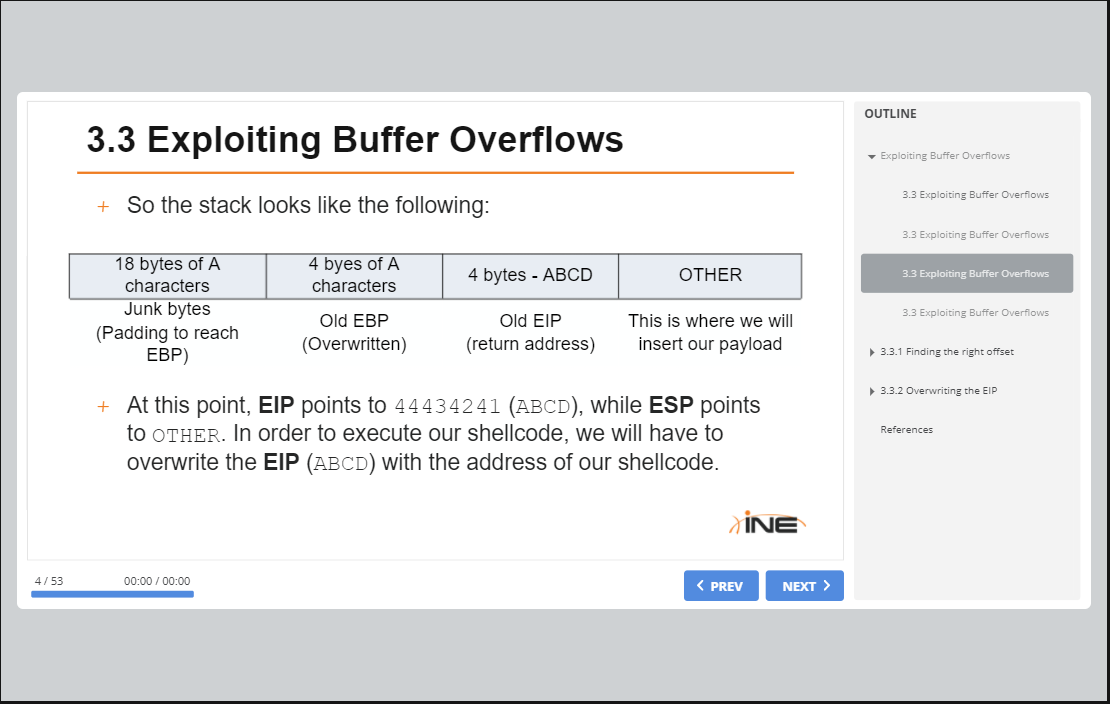 3.3 Exploiting Buffer Overflows
+ So the stack looks like the following:
18 bytes of A
characters
4 byes of A
characters
4 bytes - ABCD
OTHER
Junk bytes
(Padding to reach
EBP)
Old EBP
(Overwritten)
Old EIP
(return address)
This is where we will
insert our payload
+ At this point, EIP points to 44434241 (ABCD), while ESP points
to OTHER. In order to execute our shellcode, we will have to
overwrite the EIP (ABCD) with the address of our shellcode.
INE
4 / 53
00:00 / 00:00
PREV
NEXT
OUTLINE
Exploiting Buffer Overflows
3.3 Exploiting Buffer Overflows
3.3 Exploiting Buffer Overflows
3.3 Exploiting Buffer Overflows
3.3 Exploiting Buffer Overflows
3.3.1 Finding the right offset
3.3.2 Overwriting the EIP
References